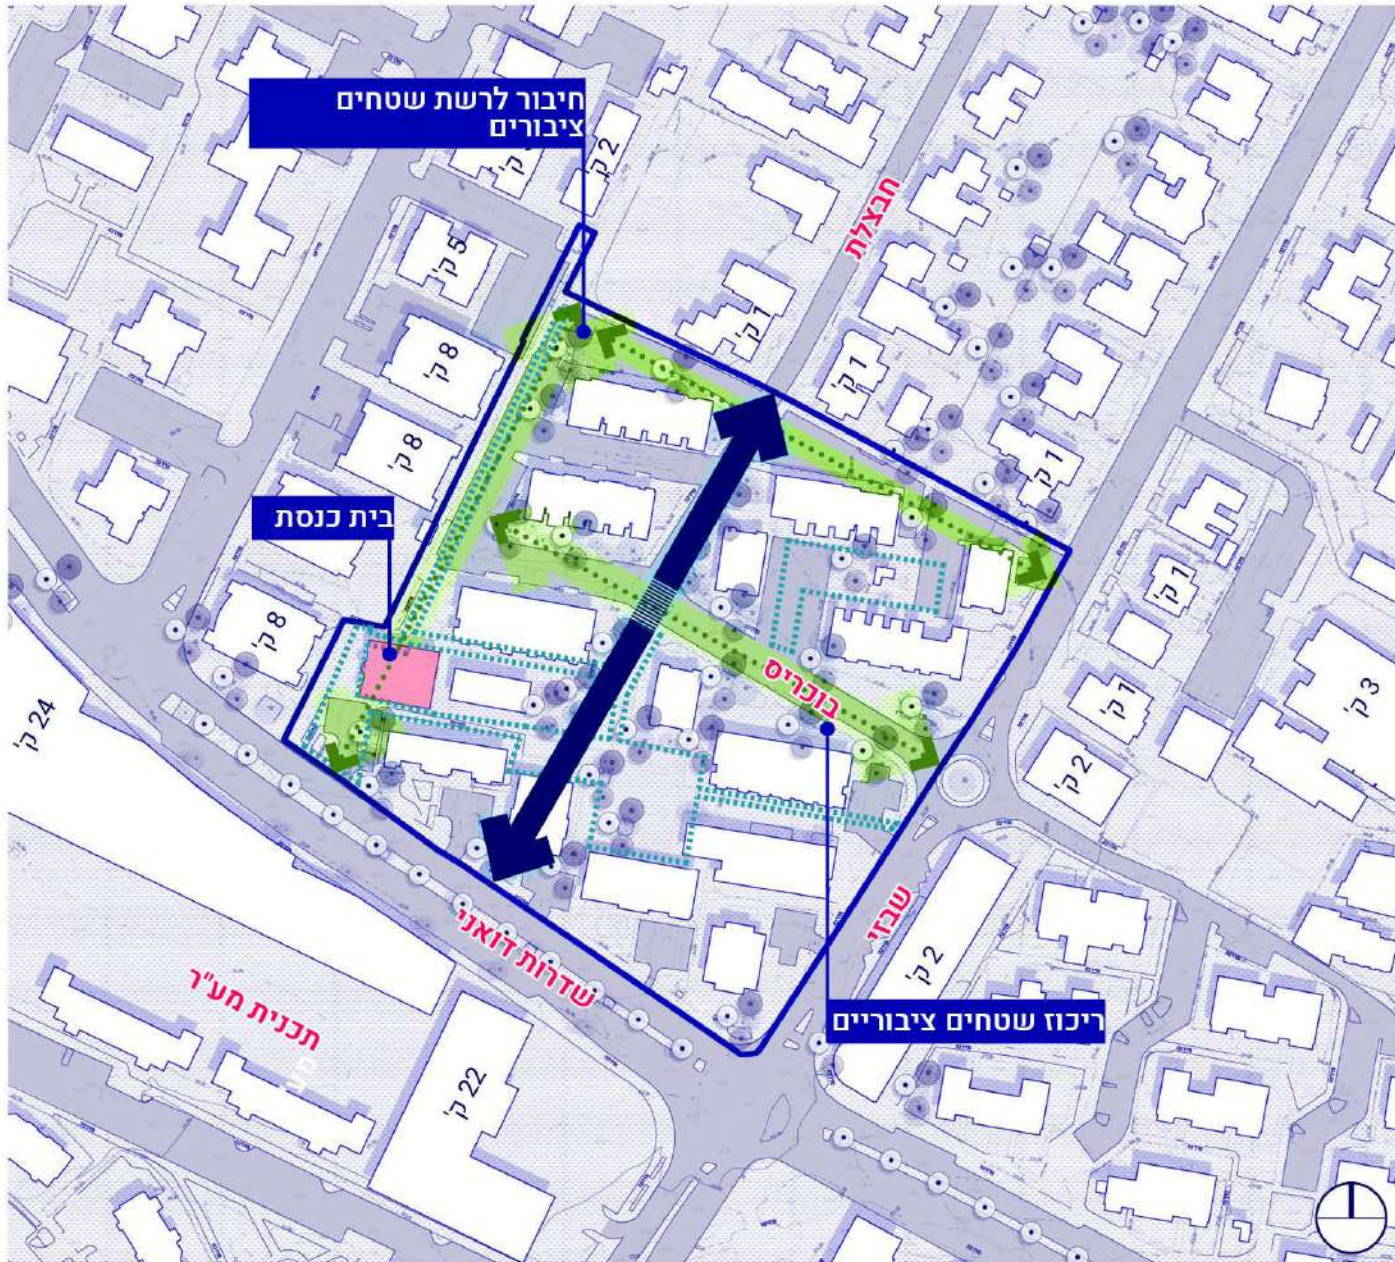 חיבור לרשת שטחים
ציבורים
2 ק'
חבצלת
5 ק'
1 ק'
8 ק'
1 ק'
8 ק'
1 ק'
בית כנסת
8 ק'
1 ק'
בוכריס
1 ק'
3 ק'
24 ק'
2 ק'
שבזי
שדרות דואני
2 ק'
תכנית מע"ר
ריכוז שטחים ציבוריים
22 ק'